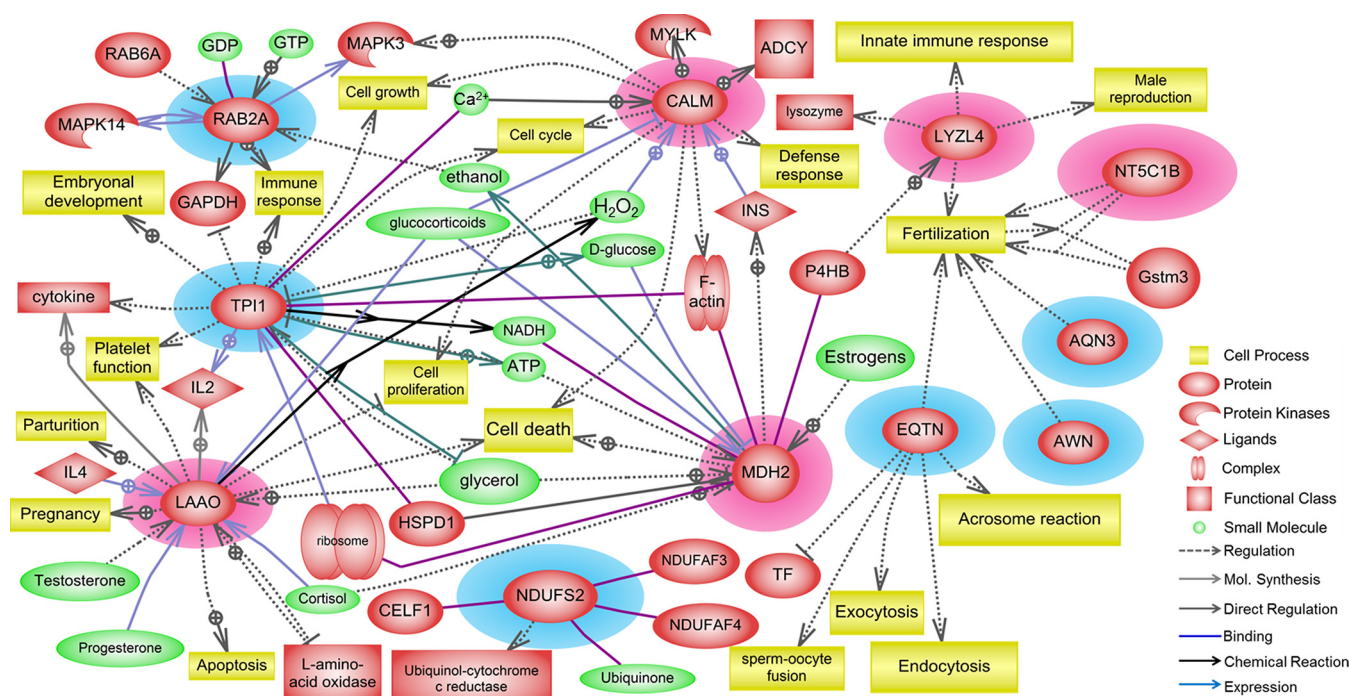 MYLK
ADCY
Innate immune response
GDP
GTP
MAPK3
RAB6A
Cell growth
Ca2+
CALM
lysozyme
Male
reproduction
MAPK14
RAB2A
LYZL4
Cell cycle
Defense
response
NT5C1B
Embryonal
development
GAPDH
Immune
response
ethanol
H2O2
INS
glucocorticoids
Fertilization
D-glucose
P4HB
Gstm3
cytokine
TPI1
F-
actin
NADH
AQN3
Platelet
function
ATP
Estrogens
Cell Process
IL2
Cell
proliferation
Protein
Parturition
Cell death
EQTN
AWN
Protein Kinases
Ligands
IL4
glycerol
MDH2
Complex
LAAO
HSPD1
Functional Class
Pregnancy
Acrosome reaction
ribosome
Small Molecule
Regulation
Testosterone
NDUFAF3
TF
Mol. Synthesis
Cortisol
NDUFS2
CELF1
Exocytosis
Direct Regulation
NDUFAF4
Binding
Progesterone
Apoptosis
L-amino-
acid oxidase
Ubiquinol-cytochrome
c reductase
Ubiquinone
sperm-oocyte
fusion
Endocytosis
Chemical Reaction
Expression